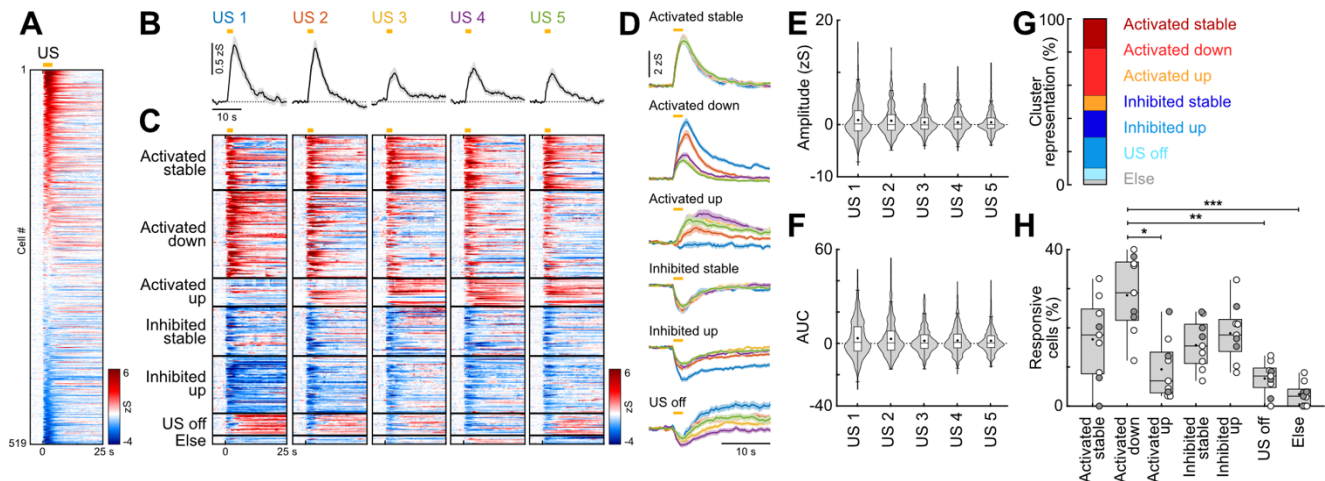 A
US
1
Cell #
519
0
25 s
6
zS
-4
B
US 1
US 2
US 3
US 4
US 5
0.5 zS
10 s
C
Activated
stable
Activated
down
Activated
up
Inhibited
stable
Inhibited
up
US off
Else
0
25 s
6
zS
-4
D
Activated stable
2 zS
Activated down
Activated up
Inhibited stable
Inhibited up
US off
10 s
E
Amplitude (zS)
20
10
0
-10
US 1
US 2
US 3
US 4
US 5
F
AUC
60
40
0
-40
US 1
US 2
US 3
US 4
US 5
G
Cluster
representation (%)
100
0
Activated stable
Activated down
Activated up
Inhibited stable
Inhibited up
US off
Else
H
Responsive
cells (%)
40
20
0
***
**
*
Activated
stable
Activated
down
Activated
up
Inhibited
stable
Inhibited
up
US off
Else